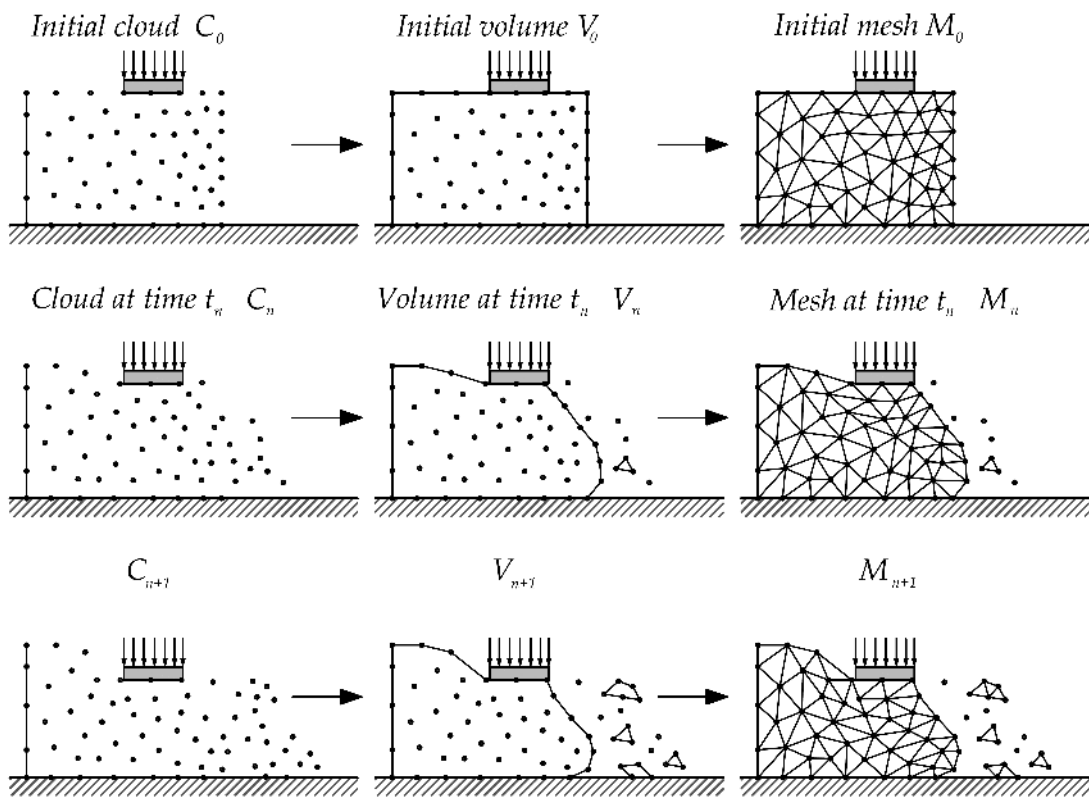 Initial cloud C₀
Initial volume V₀
Initial mesh M₀
Cloud at time tₙ Cₙ
Volume at time tₙ Vₙ
Mesh at time tₙ Mₙ
Cₙ₊₁
Vₙ₊₁
Mₙ₊₁